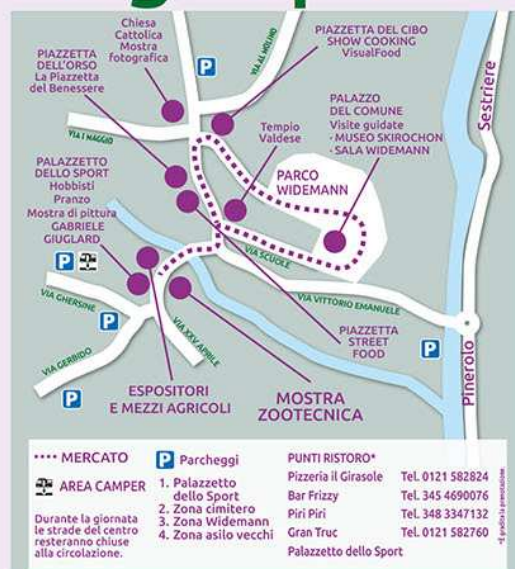 Chiesa
Cattolica
Mostra
fotografica
PIAZZETTA DEL CIBO
SHOW COOKING
VisualFood
PIAZZETTA
DELL'ORSO
La Piazzetta
del Benessere
P
VIA AL MOLINO
Sestriere
PALAZZO
DEL COMUNE
Visite guidate
· MUSEO SKIROCHON
· SALA WIDEMANN
VIA I MAGGIO
Tempio
Valdese
PALAZZETTO
DELLO SPORT
Hobbisti
Pranzo
Mostra di pittura
GABRIELE
GIUGLARD
PARCO
WIDEMANN
P
VIA SCUOLE
VIA GHERSINE
VIA VITTORIO EMANUELE
P
VIA XXV APRILE
PIAZZETTA
STREET
FOOD
P
VIA GERBIDO
Pinerolo
P
ESPOSITORI
E MEZZI AGRICOLI
MOSTRA
ZOOTECNICA
MERCATO
AREA CAMPER
Durante la giornata
le strade del centro
resteranno chiuse
alla circolazione.
P Parcheggi
1. Palazzetto
dello Sport
2. Zona cimitero
3. Zona Widemann
4. Zona asilo vecchi
PUNTI RISTORO*
Pizzeria il Girasole Tel. 0121 582824
Bar Frizzy Tel. 345 4690076
Piri Piri Tel. 348 3347132
Gran Truc Tel. 0121 582760
Palazzetto dello Sport
*È gradita la prenotazione